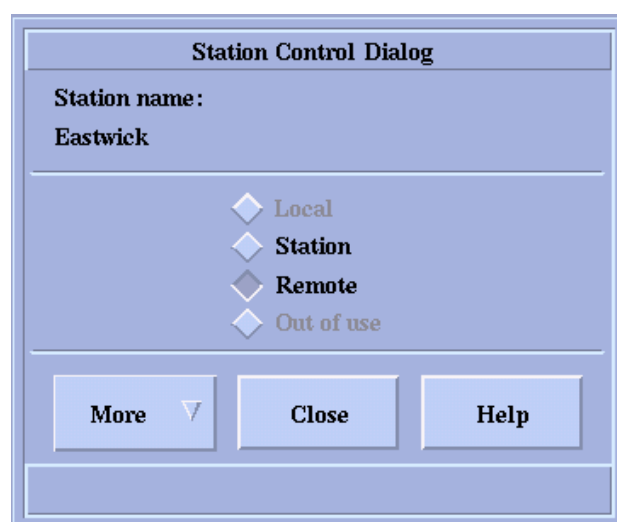 Station Control Dialog
Station name:
Eastwick
Local
Station
Remote
Out of use
More
Close
Help